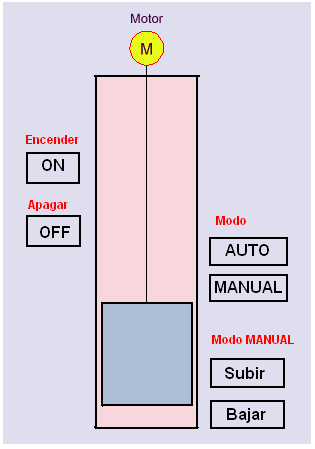 Motor
M
Encender
ON
Apagar
OFF
Modo
AUTO
MANUAL
Modo MANUAL
Subir
Bajar